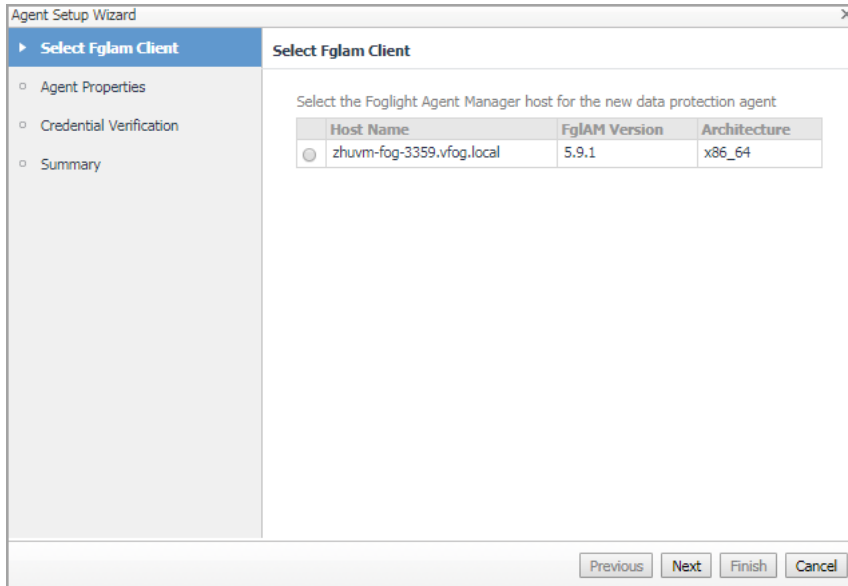 Agent Setup Wizard
Select Fglam Client
Agent Properties
Credential Verification
Summary
Select Fglam Client
Select the Foglight Agent Manager host for the new data protection agent
Host Name FglAM Version Architecture
zhuvm-fog-3359.vfog.local 5.9.1 x86_64
Previous Next Finish Cancel